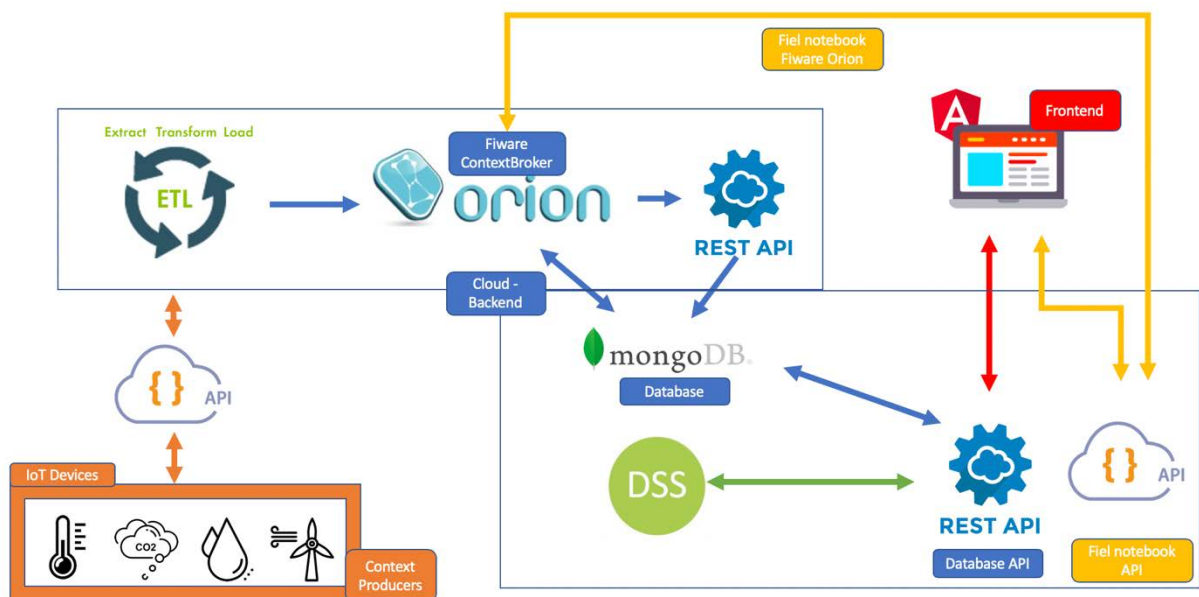 Fiel notebook
Fiware Orion
Frontend
A
Extract Transform Load
ETL
Fiware
ContextBroker
orion
REST API
Cloud -
Backend
mongoDB.
Database
{ } API
DSS
REST API
Database API
{ } API
Fiel notebook
API
IoT Devices
CO2
Context
Producers